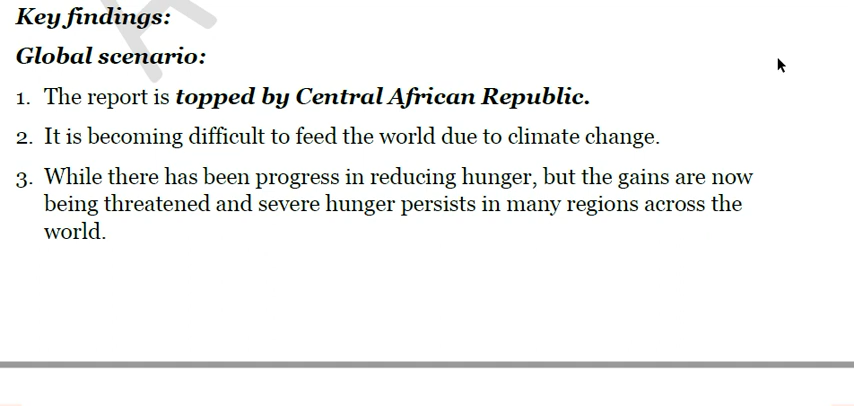 Key findings:
Global scenario:
1. The report is topped by Central African Republic.
2. It is becoming difficult to feed the world due to climate change.
3. While there has been progress in reducing hunger, but the gains are now
being threatened and severe hunger persists in many regions across the
world.